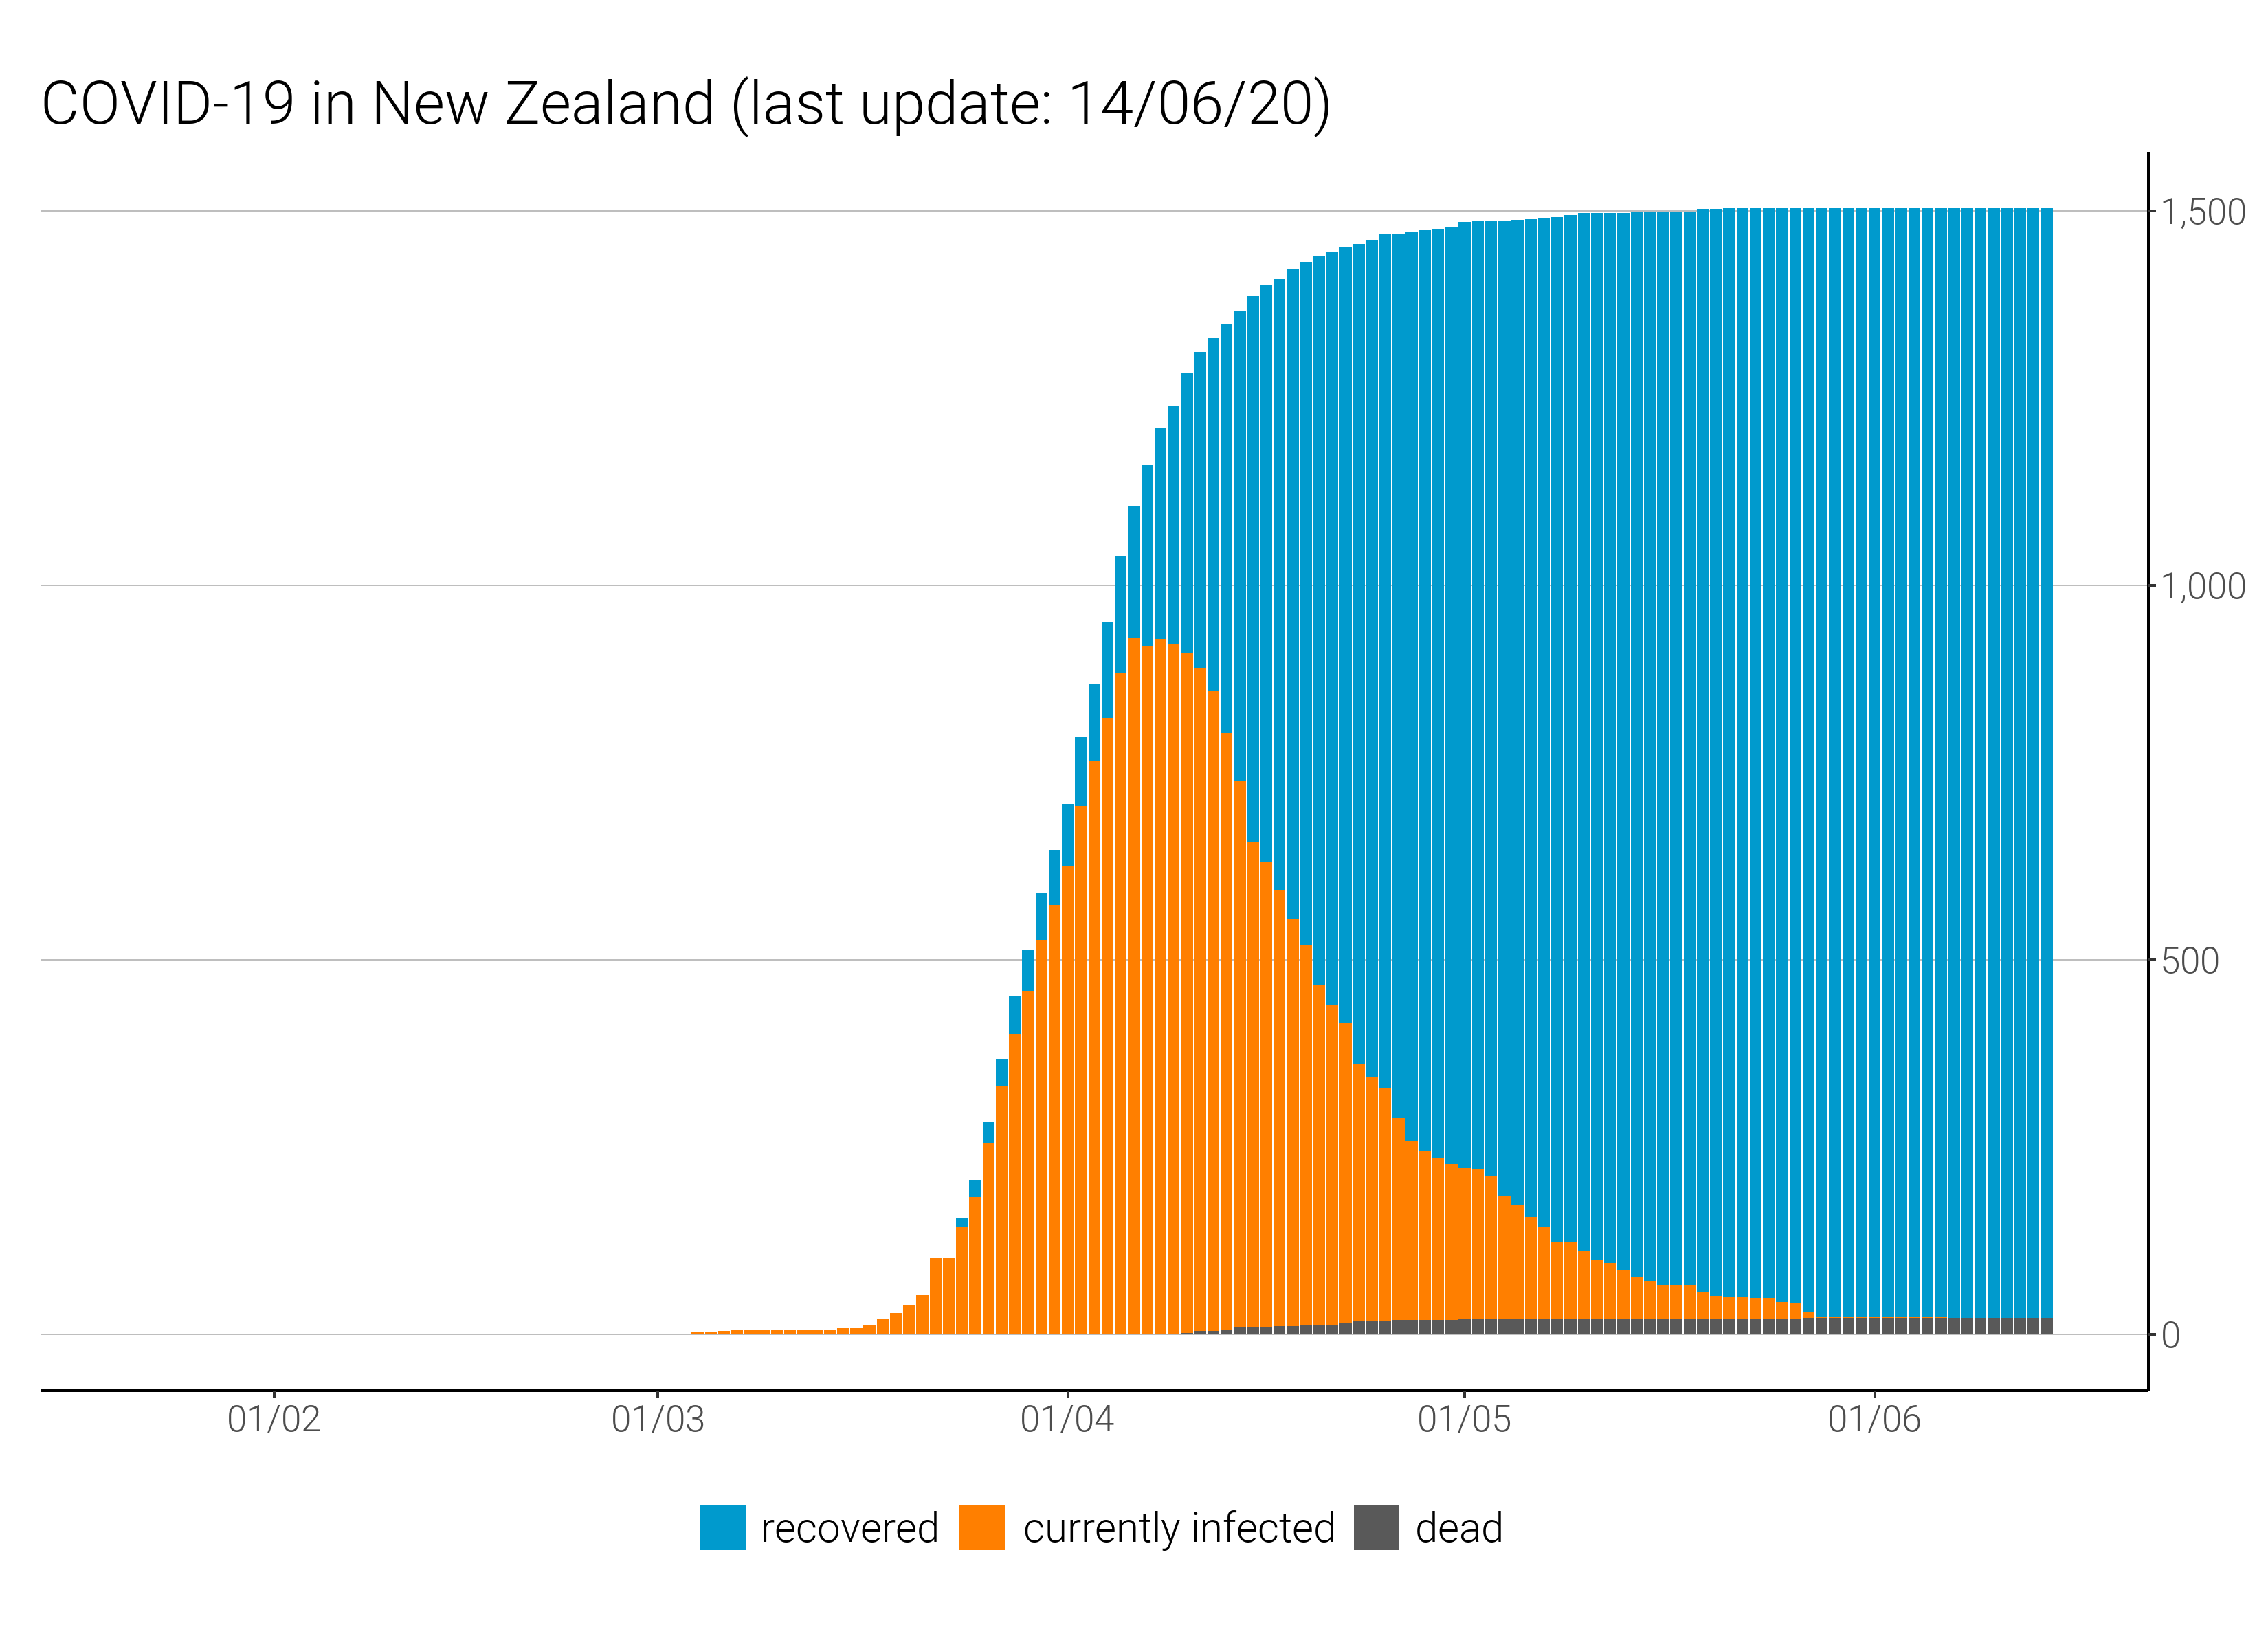 COVID-19 in New Zealand (last update: 14/06/20)
1,500
1,000
500
0
01/02 01/03 01/04 01/05 01/06
recovered currently infected dead